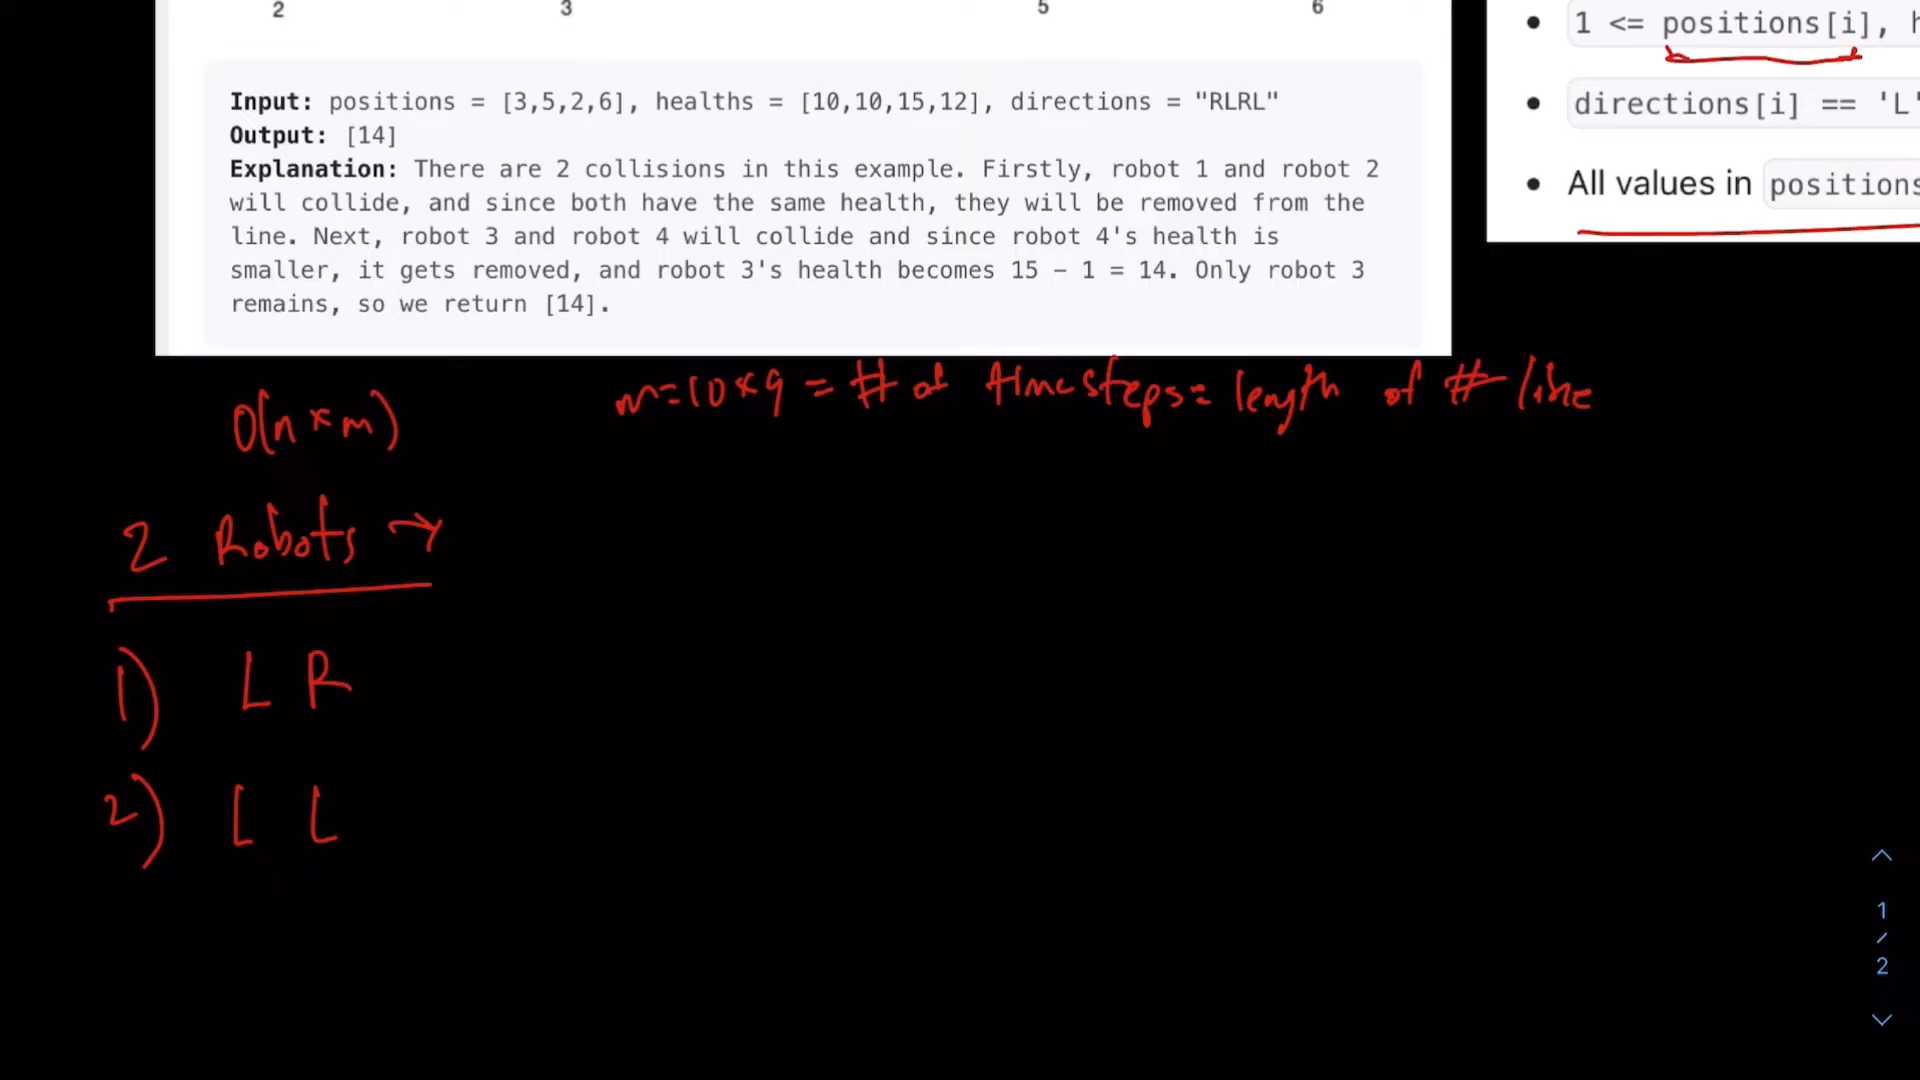 2 3 5 6
Input: positions = [3,5,2,6], healths = [10,10,15,12], directions = "RLRL"
Output: [14]
Explanation: There are 2 collisions in this example. Firstly, robot 1 and robot 2
will collide, and since both have the same health, they will be removed from the
line. Next, robot 3 and robot 4 will collide and since robot 4's health is
smaller, it gets removed, and robot 3's health becomes 15 - 1 = 14. Only robot 3
remains, so we return [14].
• 1 <= positions[i], h
• directions[i] == 'L'
• All values in positions
m=10*9 = # of timesteps= length of # line
O(n*m)
2 Robots →
1) L R
2) L L
1
/
2